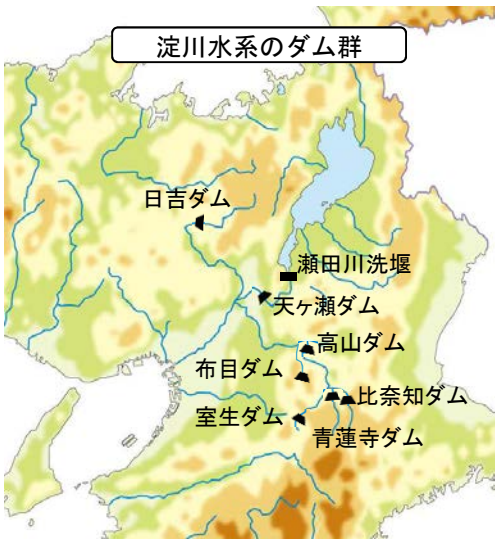 淀川水系のダム群
日吉ダム
瀬田川洗堰
天ヶ瀬ダム
高山ダム
布目ダム
比奈知ダム
室生ダム
青蓮寺ダム